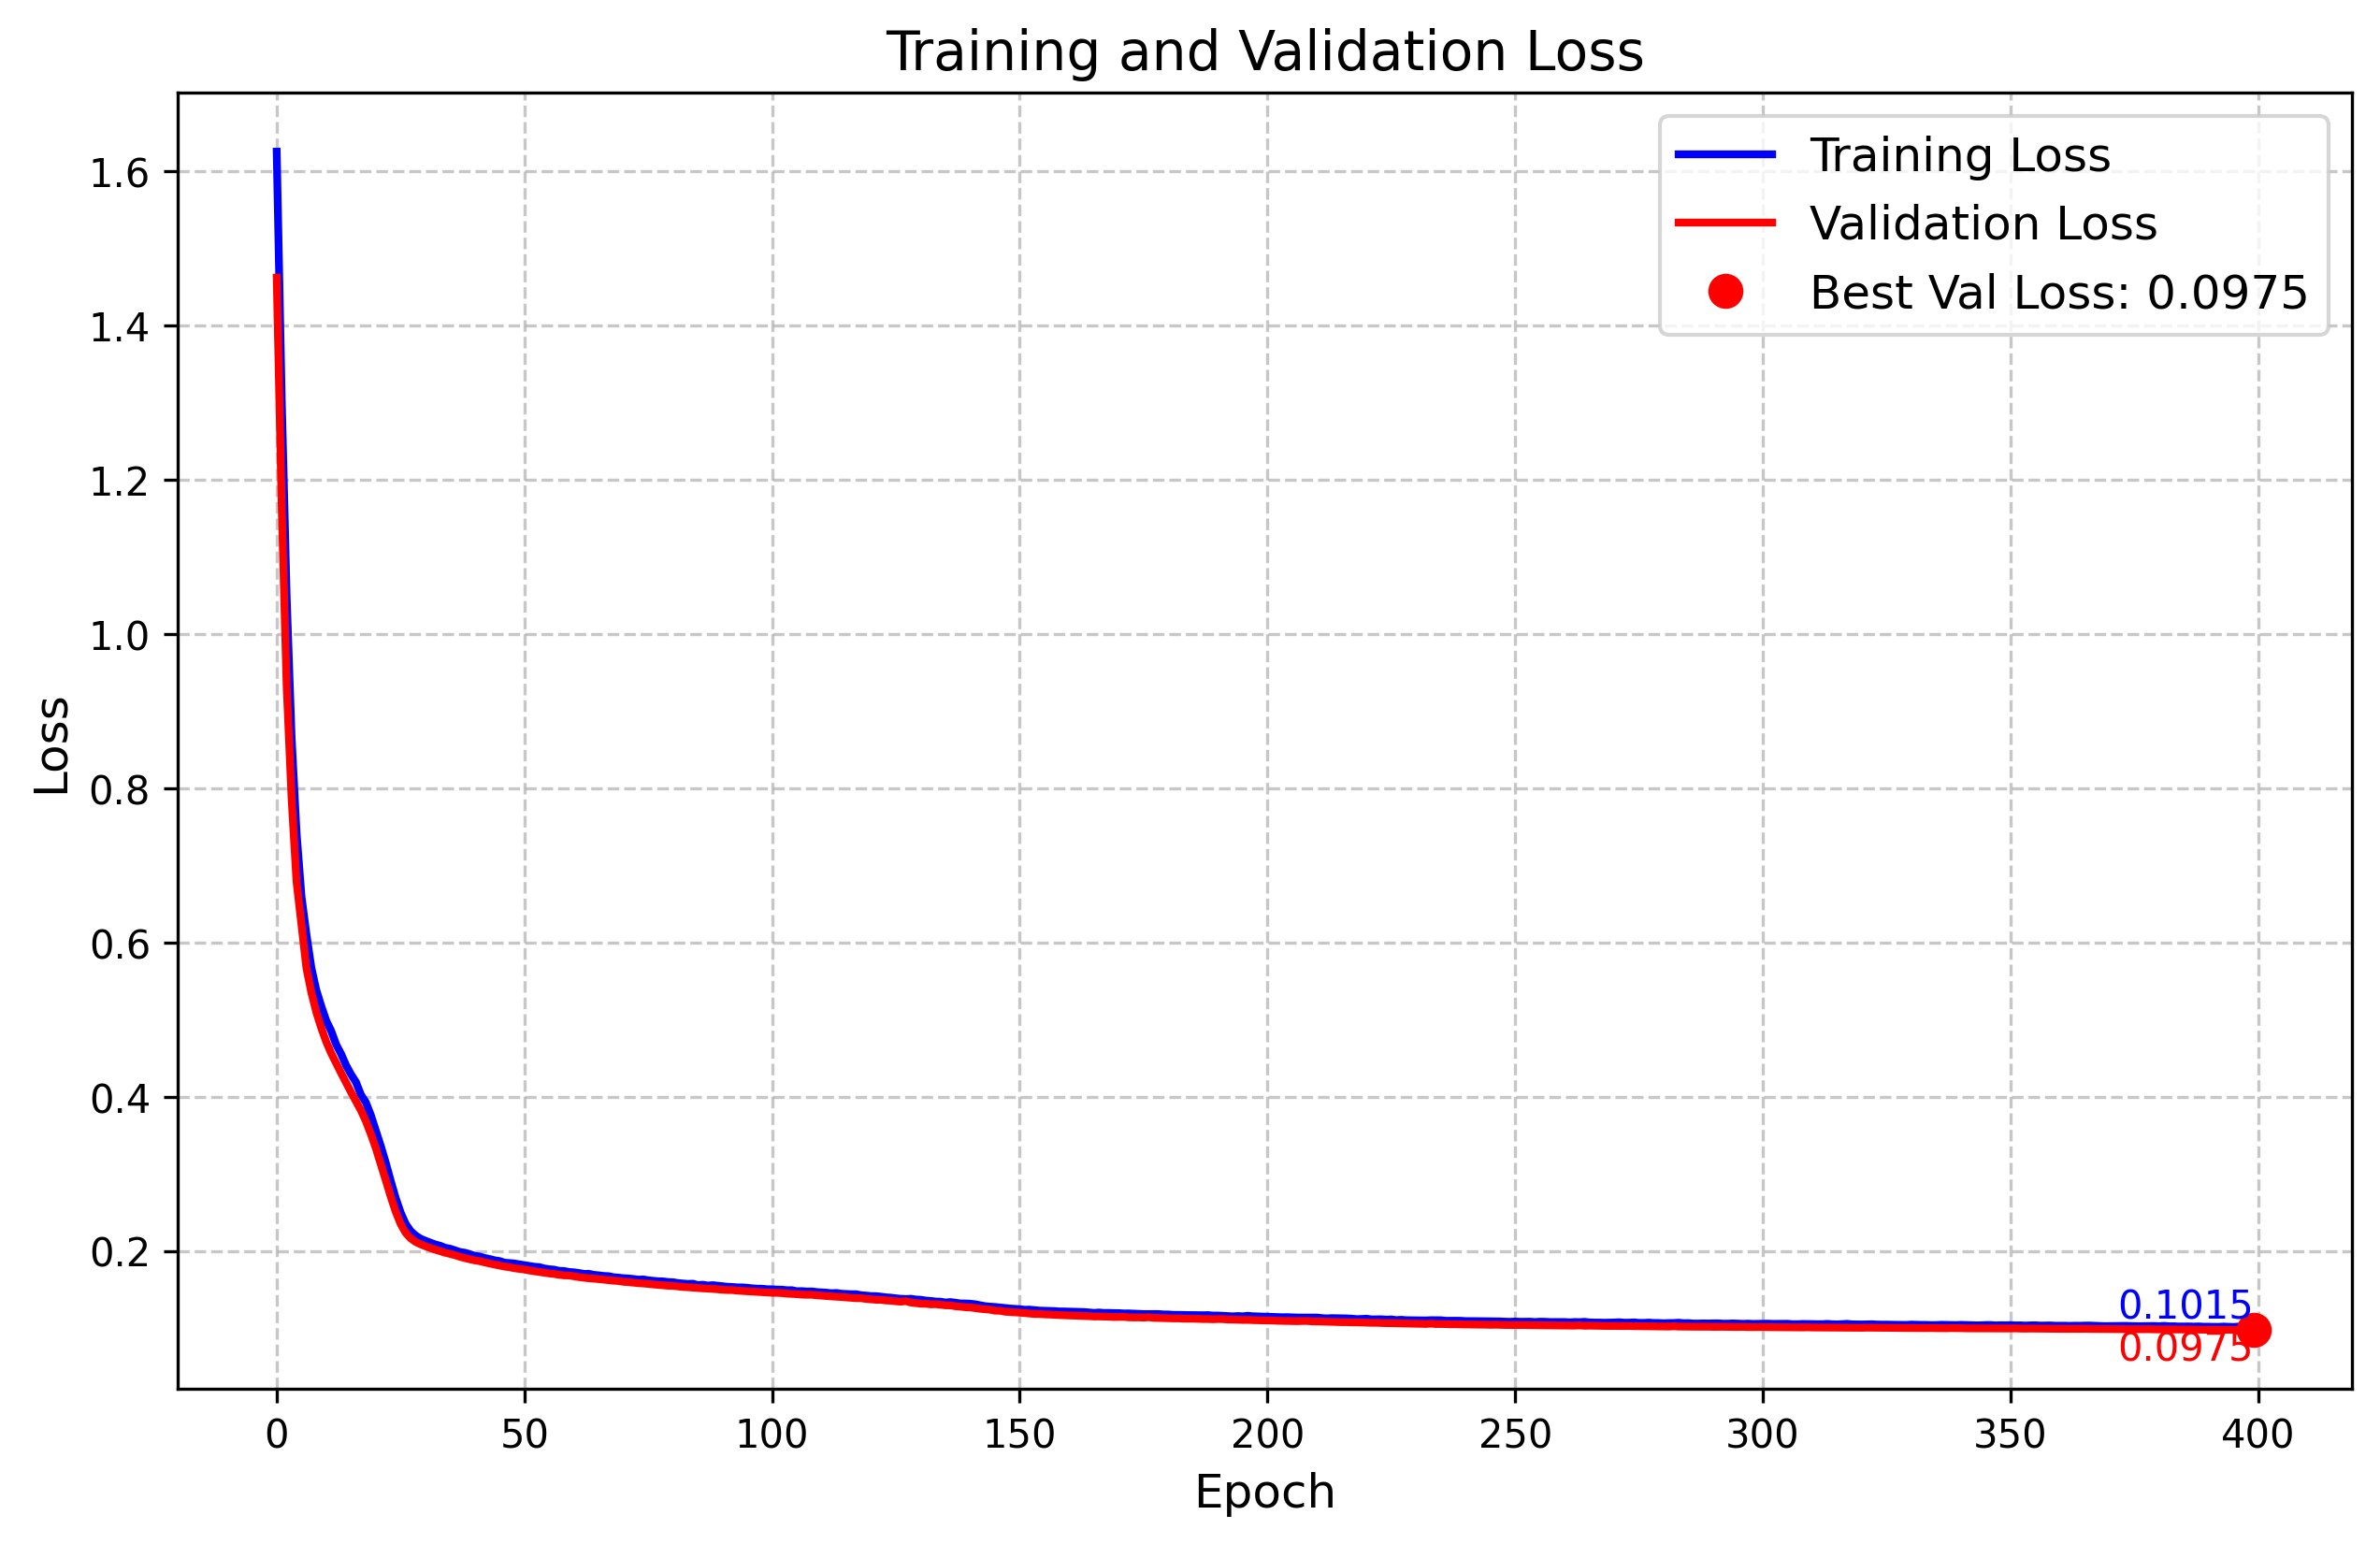 Training and Validation Loss
Training Loss
Validation Loss
Best Val Loss: 0.0975
1.6
1.4
1.2
1.0
0.8
0.6
0.4
0.2
Loss
0.1015
0.0975
0 50 100 150 200 250 300 350 400
Epoch